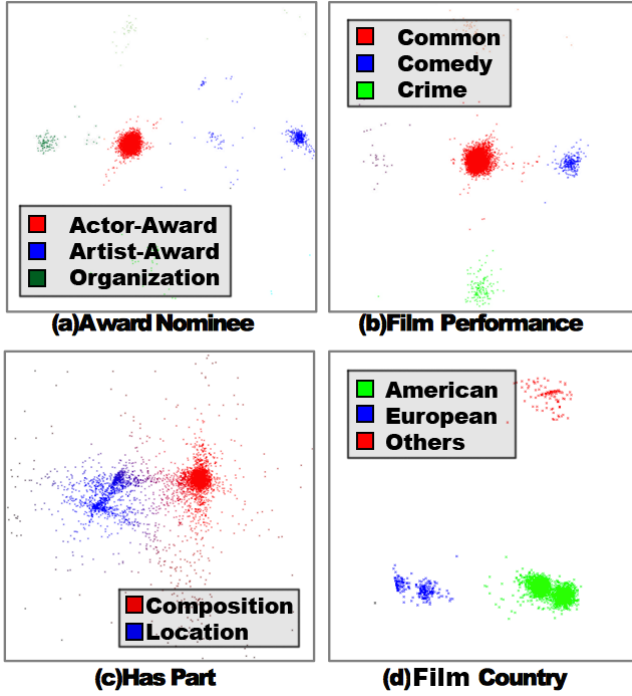 Actor-Award
Artist-Award
Organization
(a)Award Nominee
Common
Comedy
Crime
(b)Film Performance
Composition
Location
(c)Has Part
American
European
Others
(d)Film Country